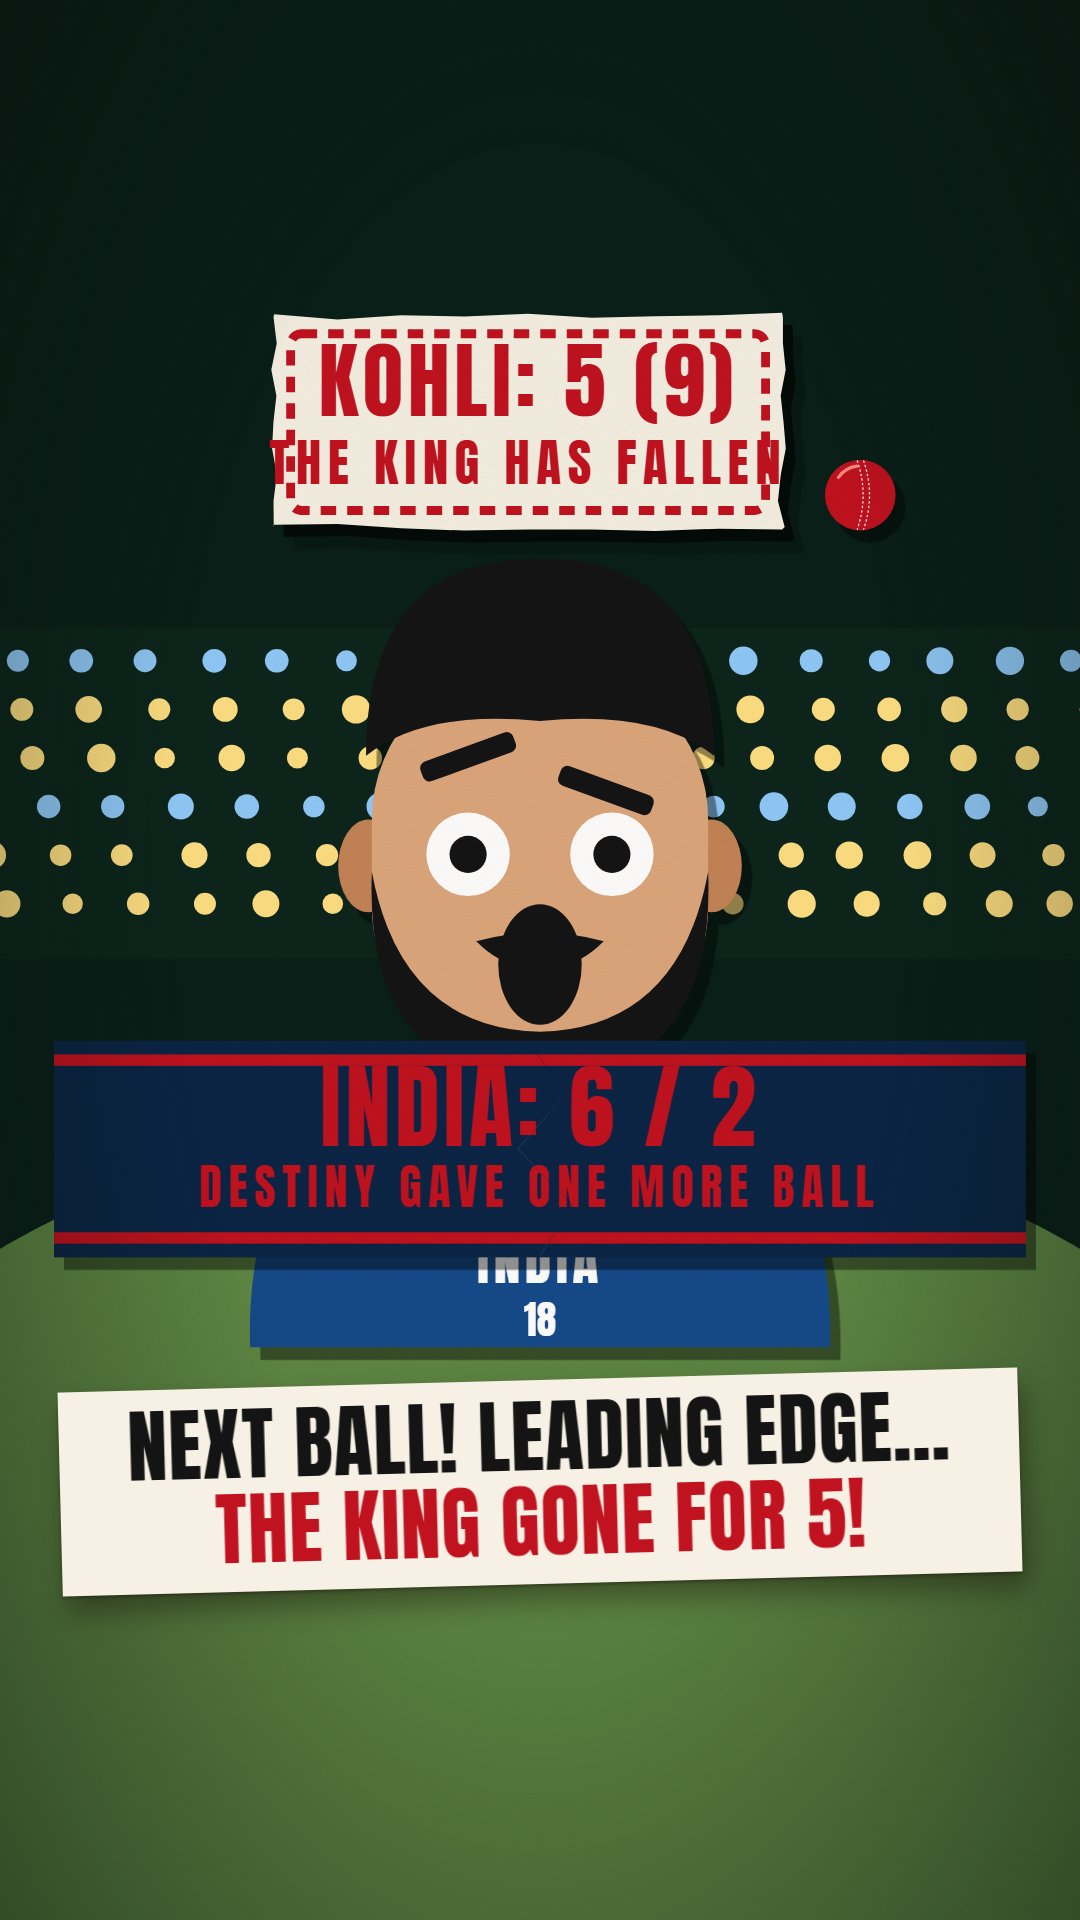 KOHLI: 5 (9)
THE KING HAS FALLEN
INDIA: 6 / 2
DESTINY GAVE ONE MORE BALL
INDIA
18
NEXT BALL! LEADING EDGE...
THE KING GONE FOR 5!